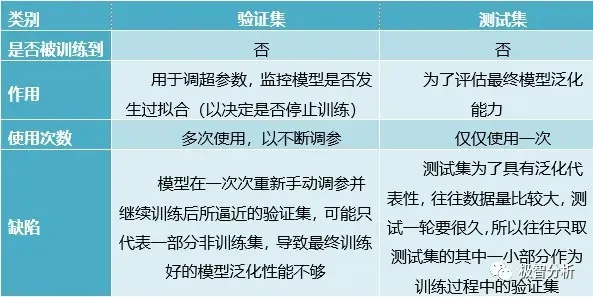 类别 验证集 测试集
是否被训练到 否 否
作用 用于调超参数，监控模型是否发 为了评估最终模型泛化
生过拟合（以决定是否停止训练） 能力
使用次数 多次使用，以不断调参 仅仅使用一次
缺陷
模型在一次次重新手动调参并
继续训练后所逼近的验证集，可能只
代表一部分非训练集，导致最终训练
好的模型泛化性能不够
测试集为了具有泛化代
表性，往往数据量比较大，测
试一轮要很久，所以往往只取
测试集的其中一小部分作为
训练过程中的验证集
极智分析